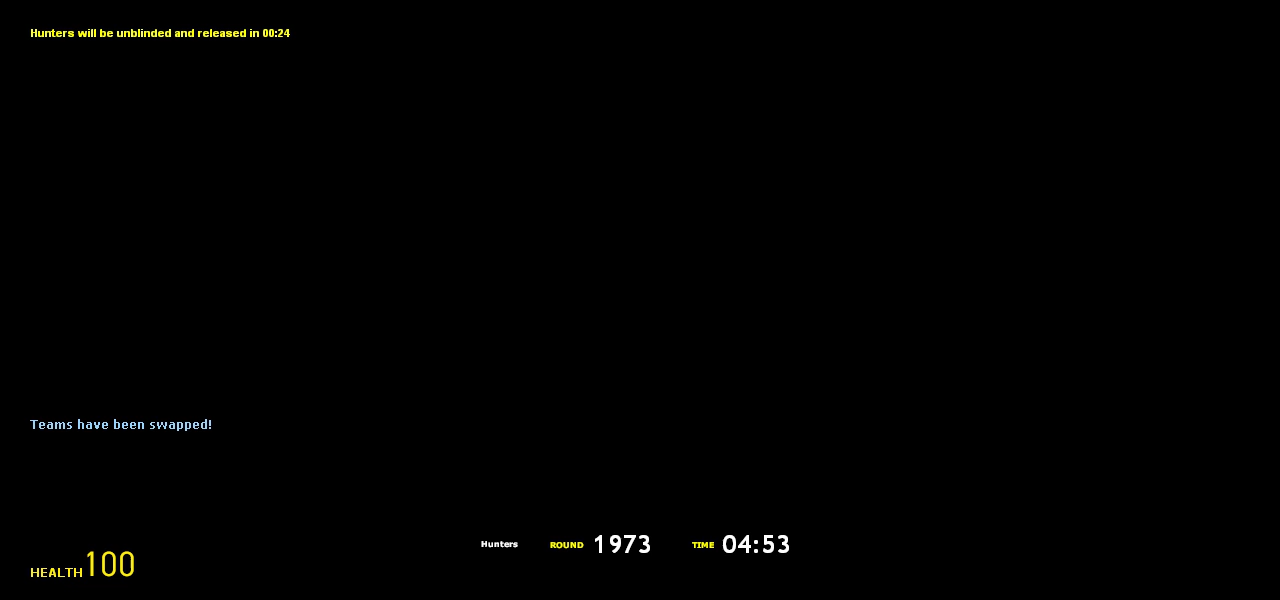 Hunters will be unblinded and released in 00:24
Teams have been swapped!
Hunters ROUND 1973 TIME 04:53
HEALTH 100